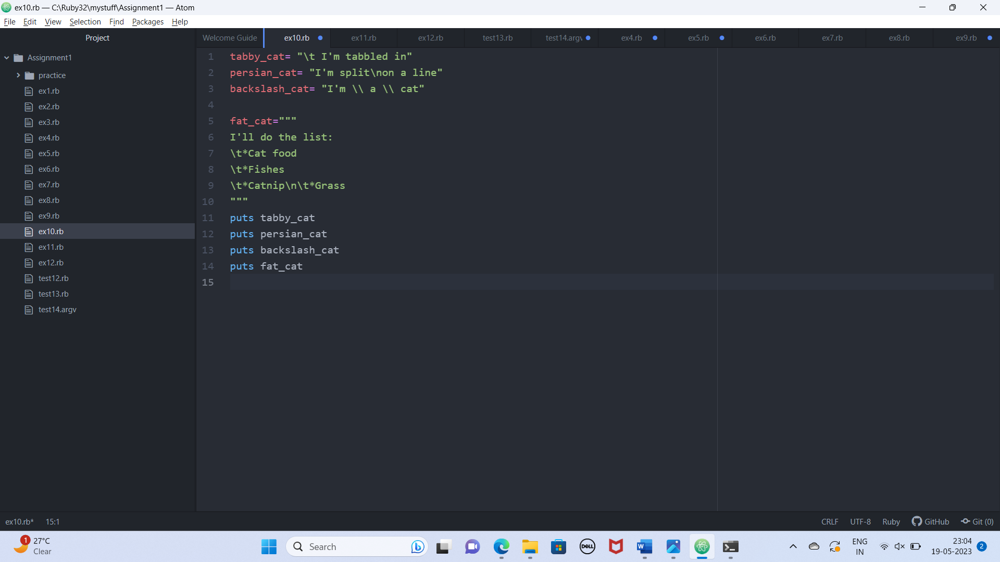 ex10.rb — C:\Ruby32\mystuff\Assignment1 — Atom
File Edit View Selection Find Packages Help
Project
Welcome Guide ex10.rb ex11.rb ex12.rb test13.rb test14.argv ex4.rb ex5.rb ex6.rb ex7.rb ex8.rb ex9.rb
Assignment1
practice
ex1.rb
ex2.rb
ex3.rb
ex4.rb
ex5.rb
ex6.rb
ex7.rb
ex8.rb
ex9.rb
ex10.rb
ex11.rb
ex12.rb
test12.rb
test13.rb
test14.argv
1 tabby_cat= "\t I'm tabbled in"
2 persian_cat= "I'm split\non a line"
3 backslash_cat= "I'm \\ a \\ cat"
4
5 fat_cat="""
6 I'll do the list:
7 \t*Cat food
8 \t*Fishes
9 \t*Catnip\n\t*Grass
10 """
11 puts tabby_cat
12 puts persian_cat
13 puts backslash_cat
14 puts fat_cat
15
ex10.rb* 15:1 CRLF UTF-8 Ruby GitHub Git (0)
1 27°C
Clear
Search
DELL
W
ENG
IN
23:04
19-05-2023
2